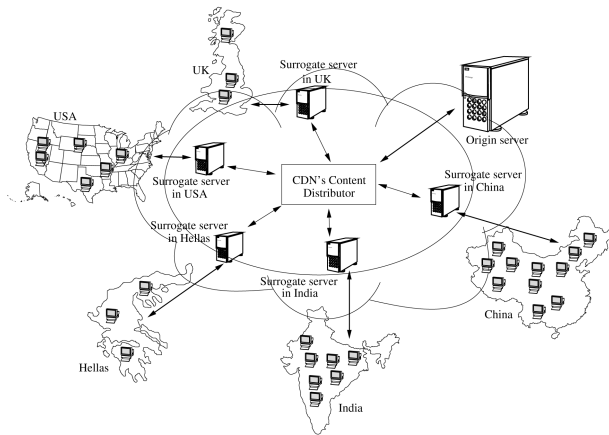 UK
Surrogate server
in UK
USA
Origin server
Surrogate server
in USA
CDN's Content
Distributor
Surrogate server
in China
Surrogate server
in Hellas
Surrogate server
in India
China
Hellas
India